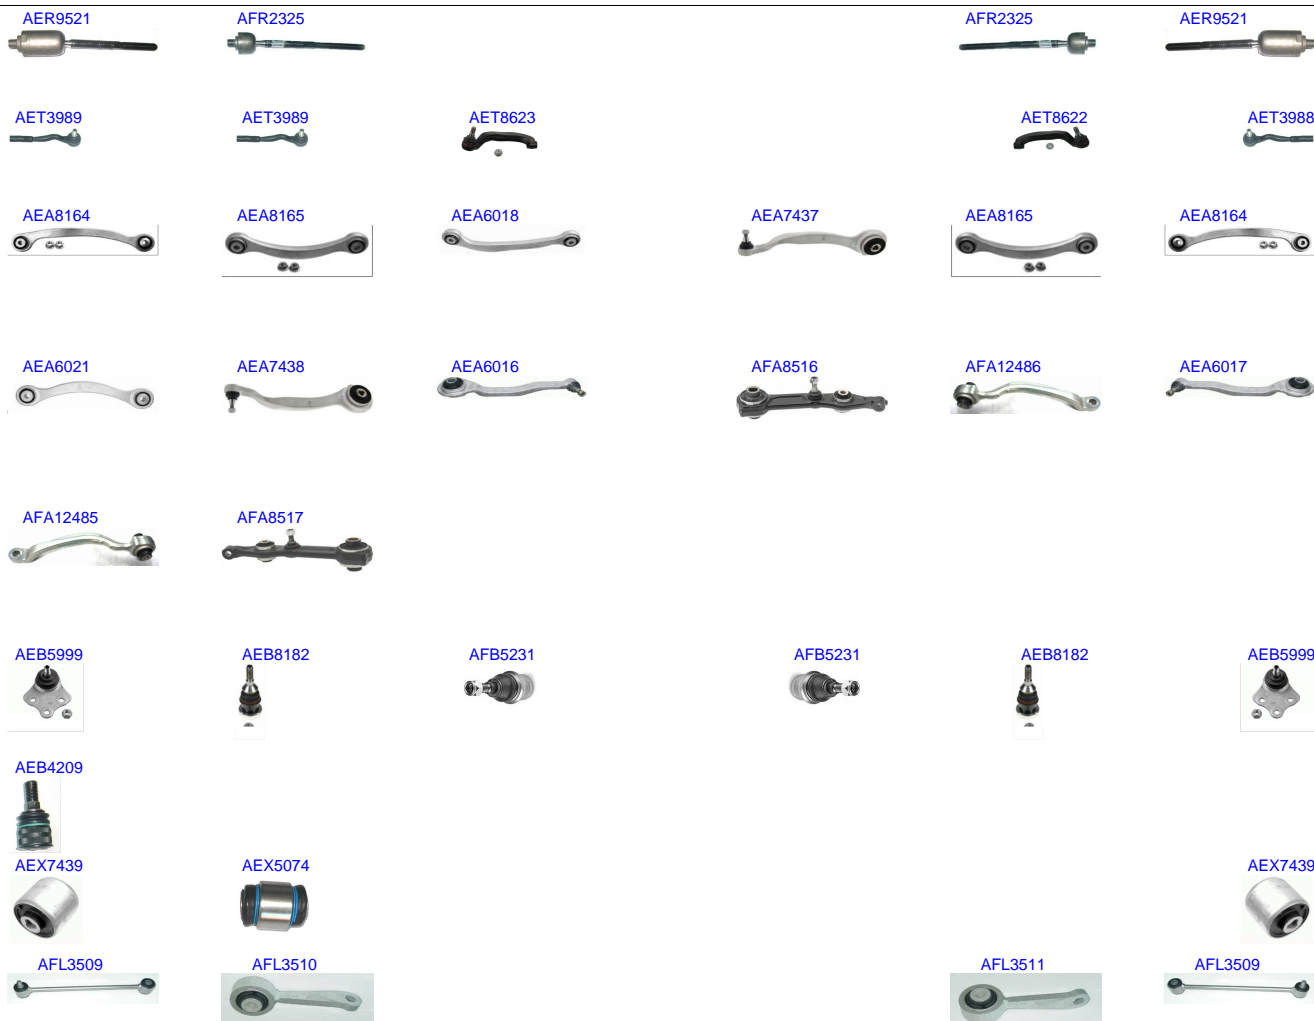 AER9521 AFR2325 AFR2325 AER9521
AET3989 AET3989 AET8623 AET8622 AET3988
AEA8164 AEA8165 AEA6018 AEA7437 AEA8165 AEA8164
AEA6021 AEA7438 AEA6016 AFA8516 AFA12486 AEA6017
AFA12485 AFA8517
AEB5999 AEB8182 AFB5231 AFB5231 AEB8182 AEB5999
AEB4209
AEX7439 AEX5074 AEX7439
AFL3509 AFL3510 AFL3511 AFL3509